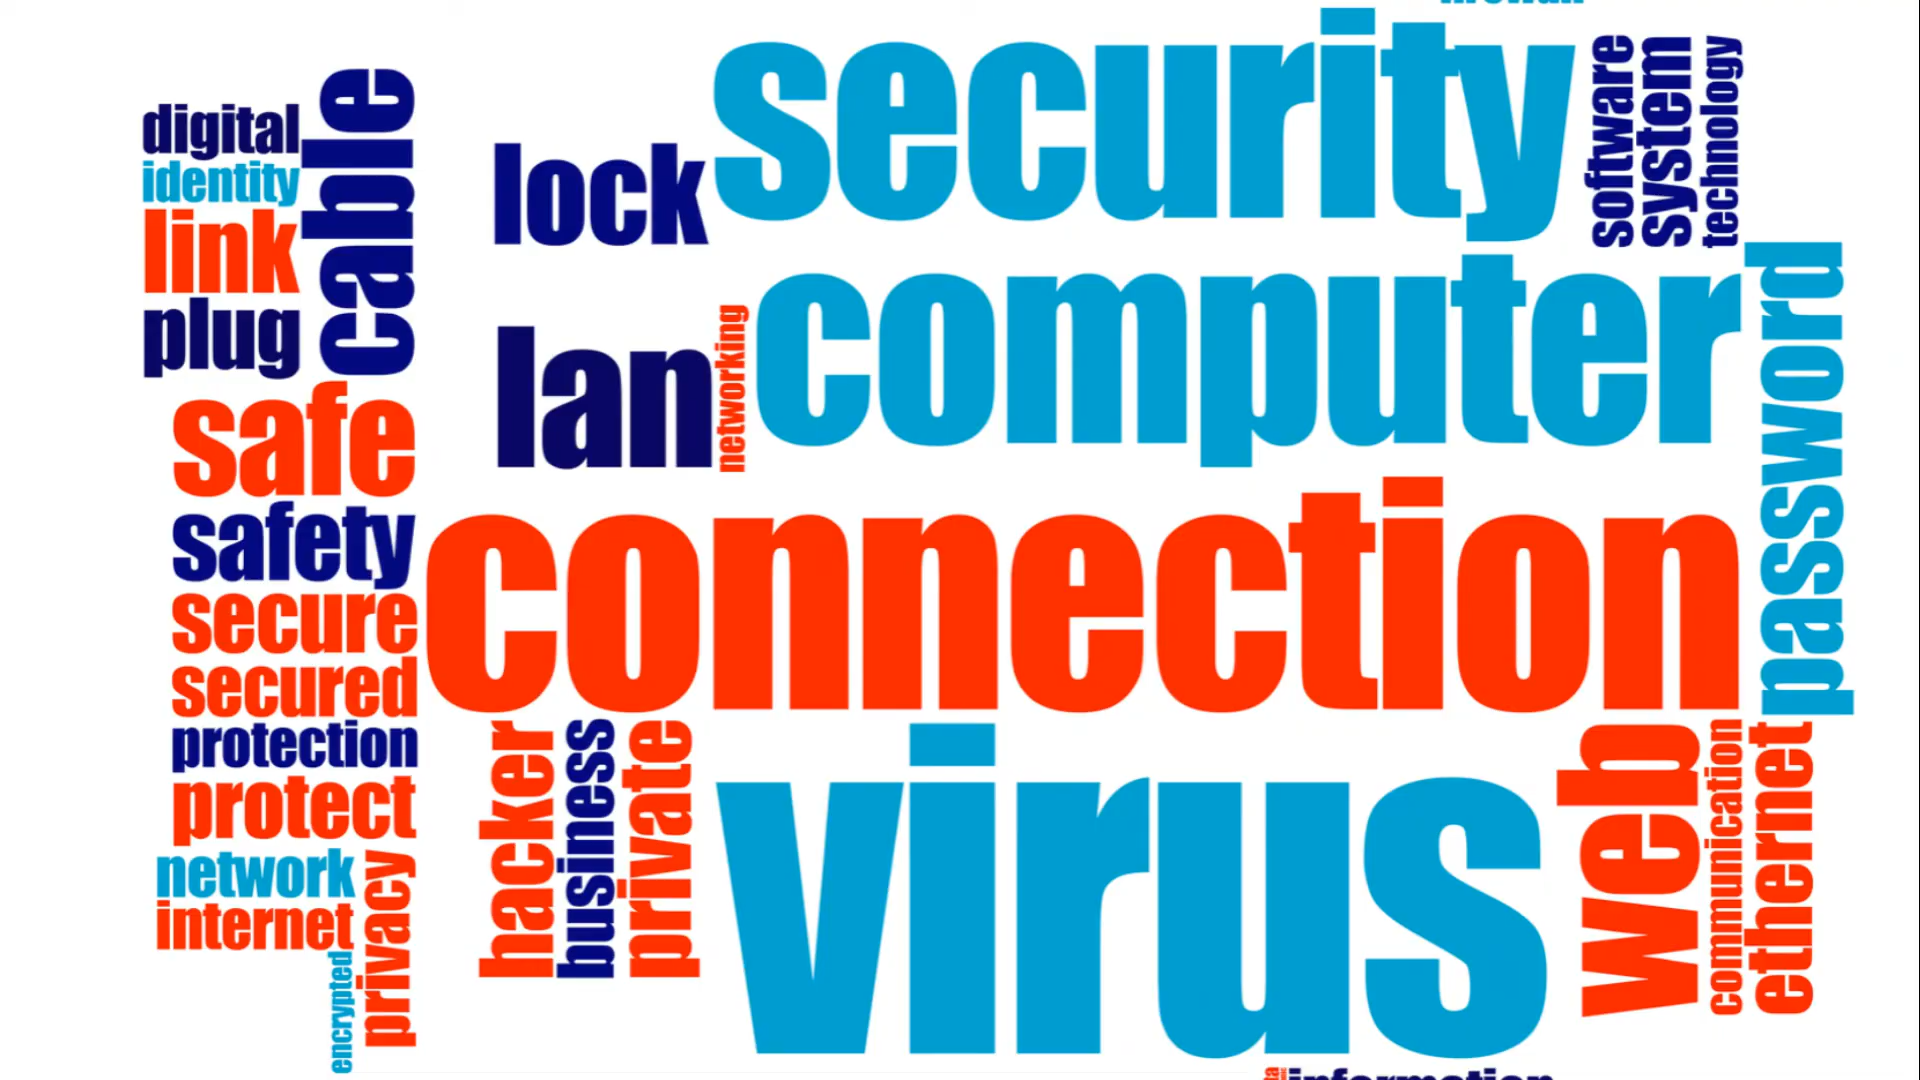 digital
identity
link
plug
cable
safe
safety
secure
secured
protection
protect
network
internet
encrypted
privacy
lock
lan
networking
security
computer
connection
virus
hacker
business
private
software
system
technology
password
web
communication
ethernet
information